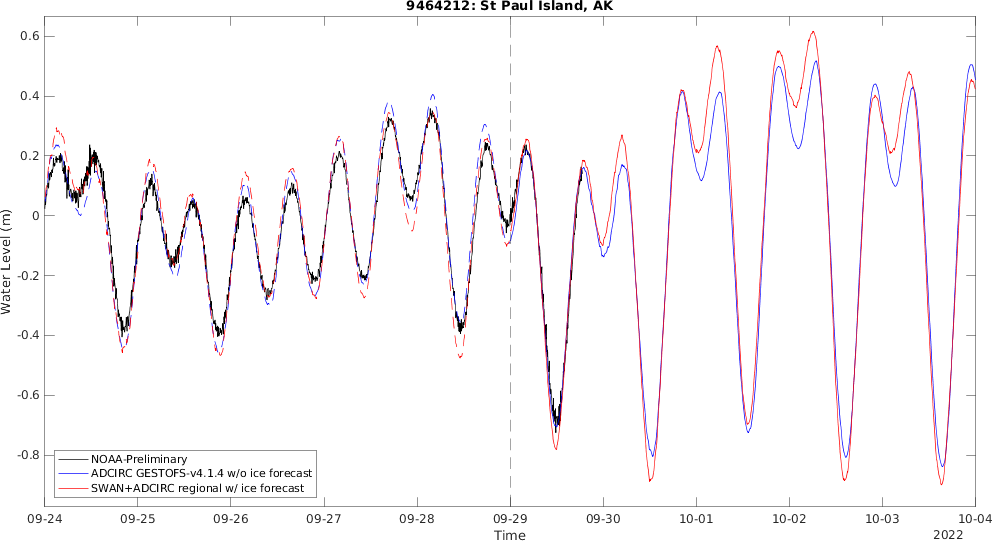 9464212: St Paul Island, AK
Water Level (m)
0.6
0.4
0.2
0
-0.2
-0.4
-0.6
-0.8
NOAA-Preliminary
ADCIRC GESTOFS-v4.1.4 w/o ice forecast
SWAN+ADCIRC regional w/ ice forecast
09-24 09-25 09-26 09-27 09-28 09-29 09-30 10-01 10-02 10-03 10-04
Time
2022